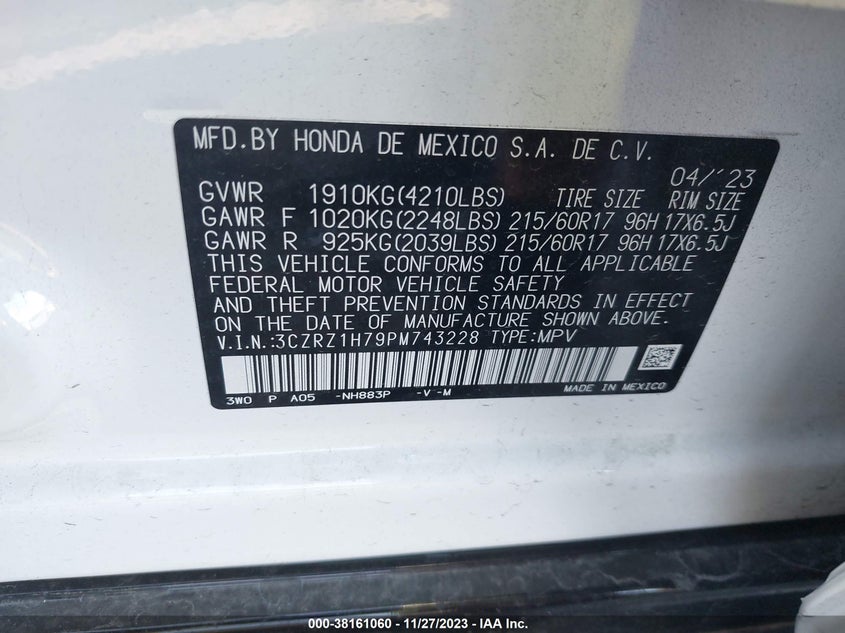 MFD.BY HONDA DE MEXICO S.A. DE C.V.
04/'23
GVWR 1910KG(4210LBS) TIRE SIZE RIM SIZE
GAWR F 1020KG(2248LBS) 215/60R17 96H 17X6.5J
GAWR R 925KG(2039LBS) 215/60R17 96H 17X6.5J
THIS VEHICLE CONFORMS TO ALL APPLICABLE
FEDERAL MOTOR VEHICLE SAFETY
AND THEFT PREVENTION STANDARDS IN EFFECT
ON THE DATE OF MANUFACTURE SHOWN ABOVE.
V.I.N.:3CZRZ1H79PM743228 TYPE:MPV
3W0 P A05 -NH883P -V -M MADE IN MEXICO
000-38161060 — 11/27/2023 — IAA Inc.